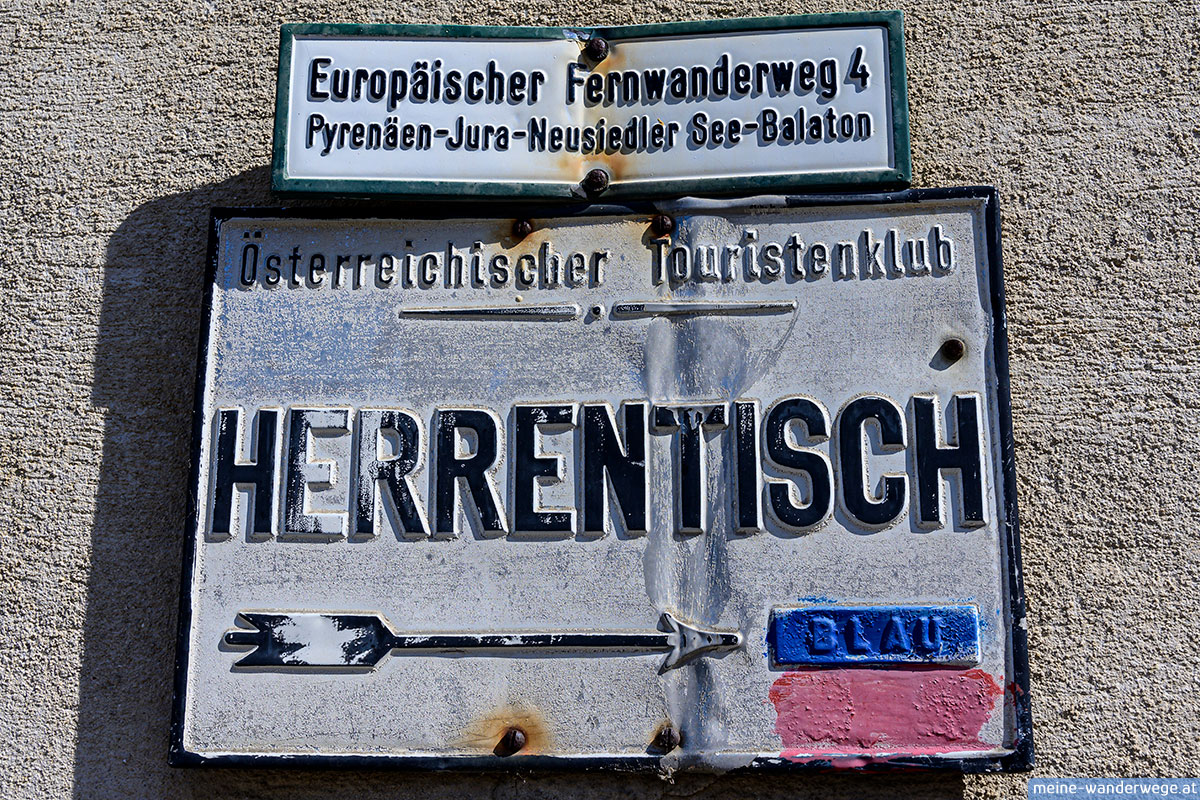 Europäischer Fernwanderweg 4
Pyrenäen-Jura-Neusiedler See-Balaton
Österreichischer Touristenklub
HERRENTISCH
BLAU
meine-wanderwege.at